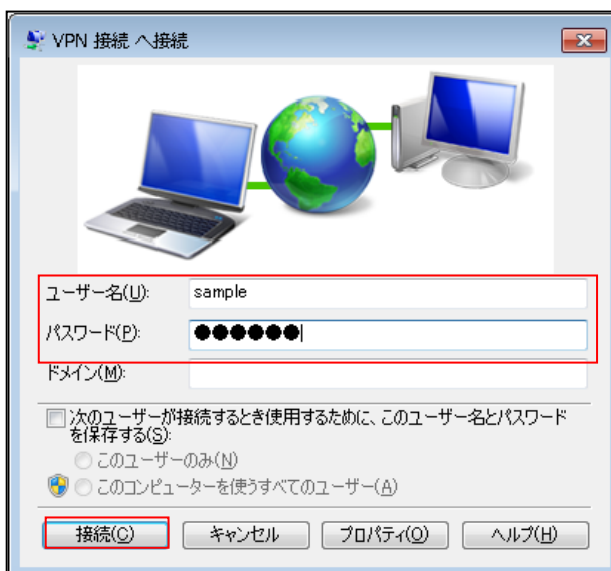 VPN 接続 へ接続
ユーザー名(U):
sample
パスワード(P):
●●●●●●
ドメイン(M):
次のユーザーが接続するとき使用するために、このユーザー名とパスワード
を保存する(S):
このユーザーのみ(N)
このコンピューターを使うすべてのユーザー(A)
接続(C)
キャンセル
プロパティ(O)
ヘルプ(H)